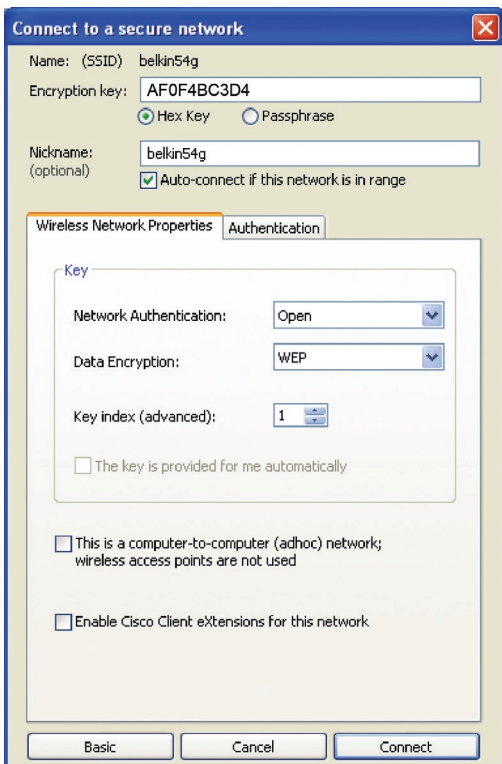 Connect to a secure network
Name: (SSID) belkin54g
Encryption key: AF0F4BC3D4
Hex Key Passphrase
Nickname: belkin54g
(optional)
Auto-connect if this network is in range
Wireless Network Properties Authentication
Key
Network Authentication: Open
Data Encryption: WEP
Key index (advanced): 1
The key is provided for me automatically
This is a computer-to-computer (adhoc) network;
wireless access points are not used
Enable Cisco Client eXtensions for this network
Basic Cancel Connect